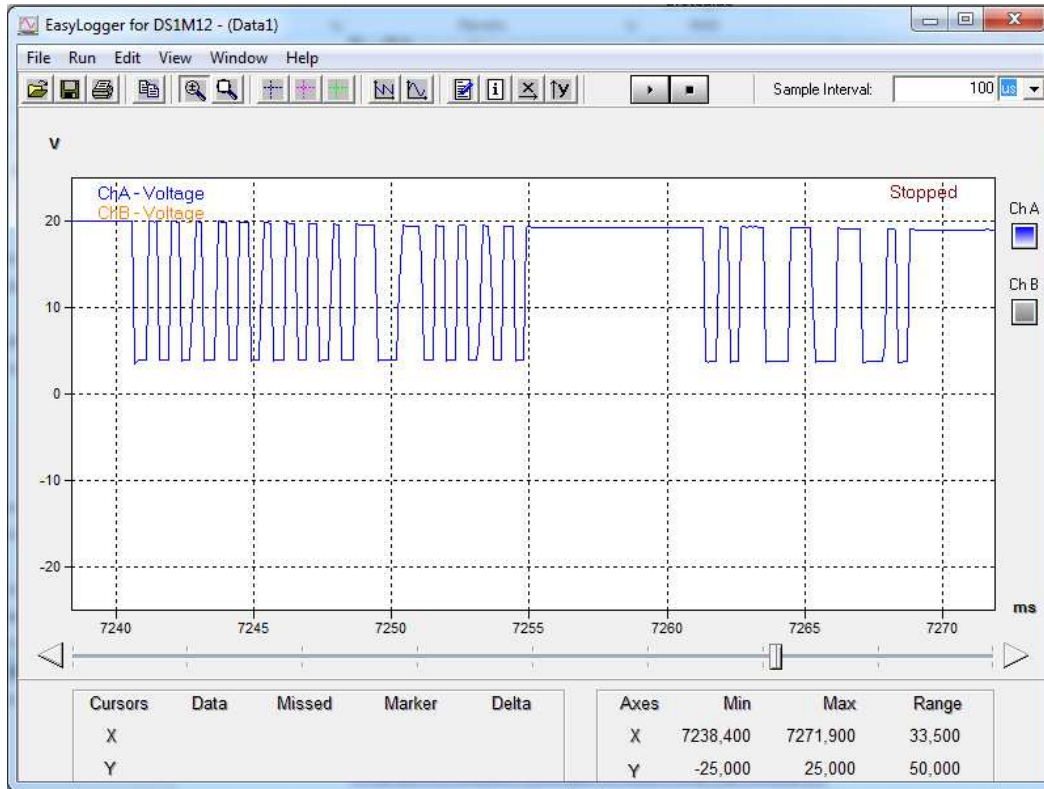 EasyLogger for DS1M12 - (Data1)
File Run Edit View Window Help
Sample Interval: 100 us
V
ChA - Voltage Stopped
ChB - Voltage
Ch A
Ch B
20
10
0
-10
-20
ms
7240 7245 7250 7255 7260 7265 7270
Cursors Data Missed Marker Delta Axes Min Max Range
X X 7238,400 7271,900 33,500
Y Y -25,000 25,000 50,000